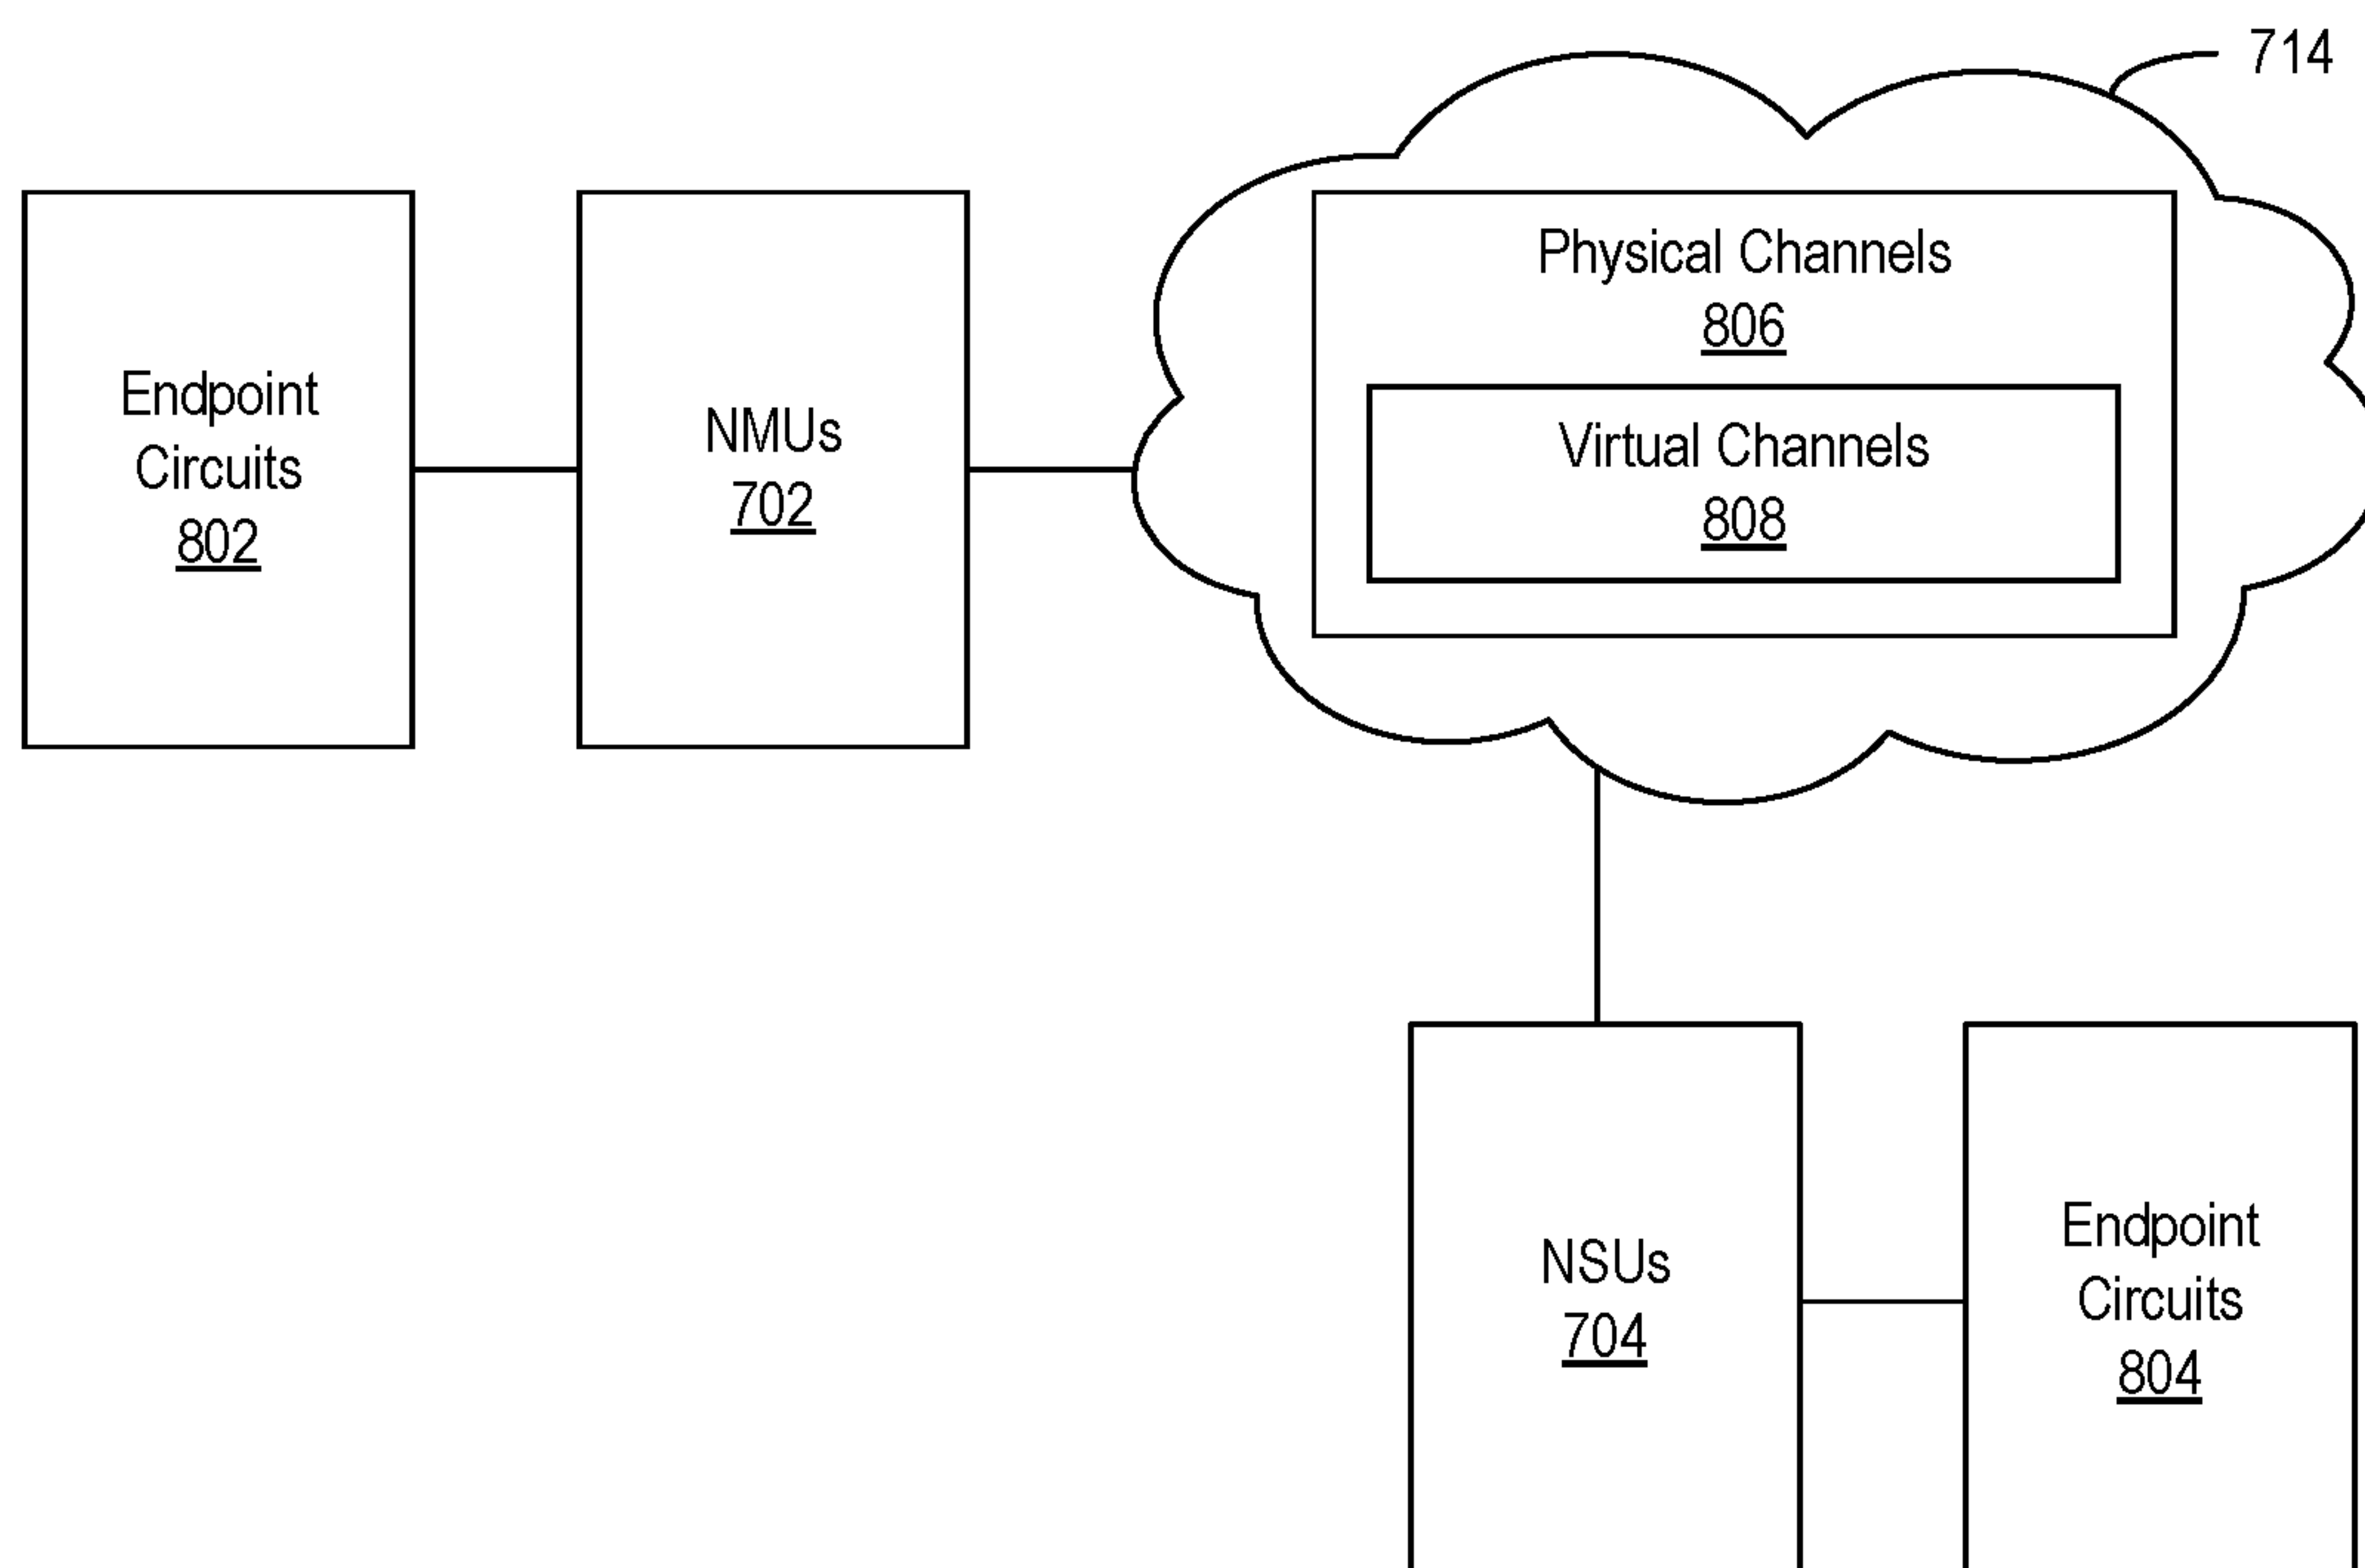 714
Physical Channels
806
Virtual Channels
808
Endpoint
Circuits
802
NMUs
702
NSUs
704
Endpoint
Circuits
804